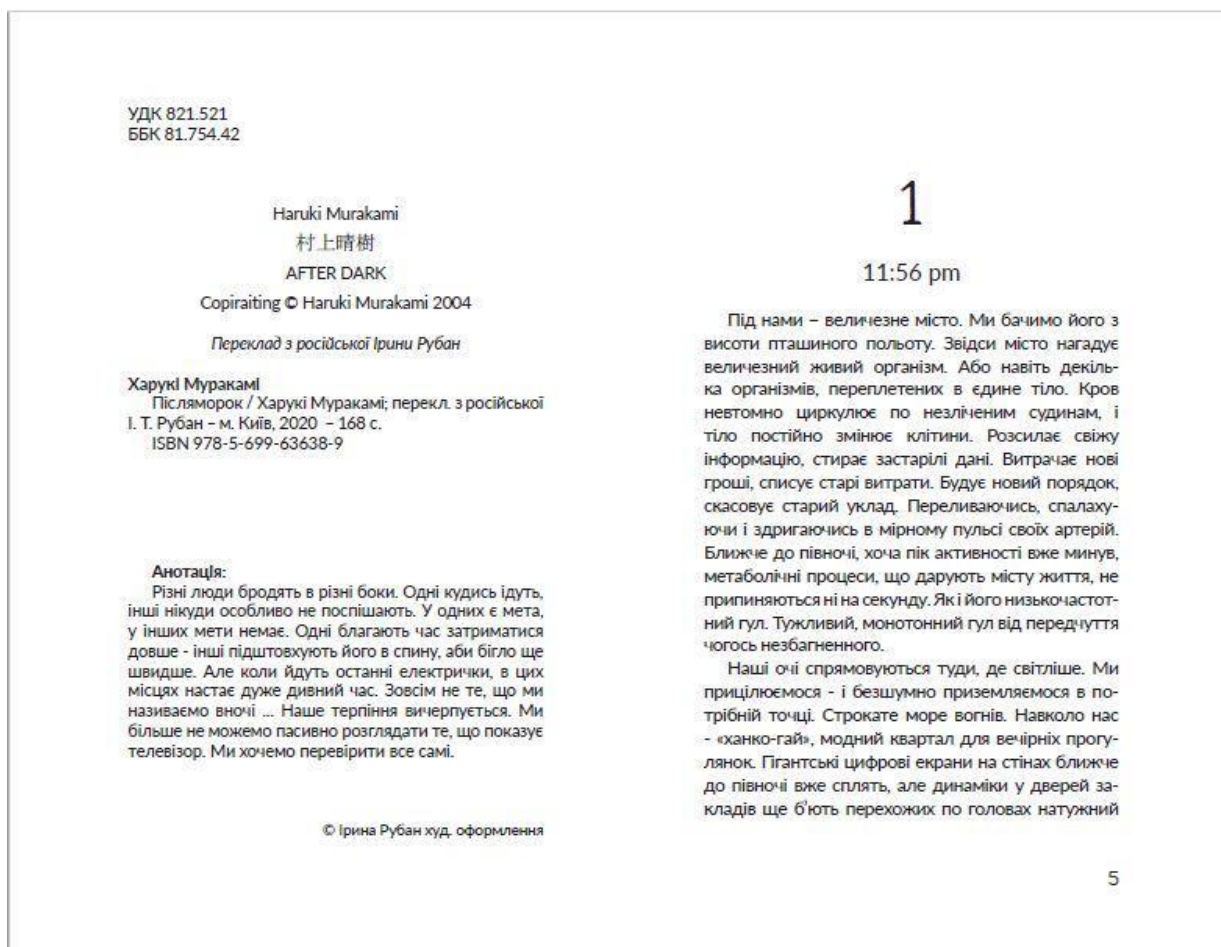 УДК 821.521
ББК 81.754.42
Haruki Murakami
村上晴樹
AFTER DARK
Copiraiting © Haruki Murakami 2004
Переклад з російської Ірини Рубан
Харукі Муракамі
Післяморок / Харукі Муракамі; перекл. з російської
І. Т. Рубан – м. Київ, 2020 – 168 с.
ISBN 978-5-699-63638-9
Анотація:
Різні люди бродять в різні боки. Одні кудись ідуть,
інші нікуди особливо не поспішають. У одних є мета,
у інших мети немає. Одні благають час затриматися
довше - інші підштовхують його в спину, аби бігло ще
швидше. Але коли йдуть останні електрички, в цих
місцях настає дуже дивний час. Зовсім не те, що ми
називаємо вночі ... Наше терпіння вичерпується. Ми
більше не можемо пасивно розглядати те, що показує
телевізор. Ми хочемо перевірити все самі.
© Ірина Рубан худ. оформлення
1
11:56 pm
Під нами – величезне місто. Ми бачимо його з
висоти пташиного польоту. Звідси місто нагадує
величезний живий організм. Або навіть декіль-
ка організмів, переплетених в єдине тіло. Кров
невтомно циркулює по незліченим судинам, і
тіло постійно змінює клітини. Розсилає свіжу
інформацію, стирає застарілі дані. Витрачає нові
гроші, списує старі витрати. Будує новий порядок,
скасовує старий уклад. Переливаючись, спалаху-
ючи і здригаючись в мірному пульсі своїх артерій.
Ближче до півночі, хоча пік активності вже минув,
метаболічні процеси, що дарують місту життя, не
припиняються ні на секунду. Як і його низькочастот-
ний гул. Тужливий, монотонний гул від передчуття
чогось незбагненного.
Наші очі спрямовуються туди, де світліше. Ми
прицілюємося - і безшумно приземляємося в по-
трібній точці. Строкате море вогнів. Навколо нас
- «ханко-гай», модний квартал для вечірніх прогу-
лянок. Гігантські цифрові екрани на стінах ближче
до півночі вже сплять, але динаміки у дверей за-
кладів ще б'ють перехожих по головах натужний
5